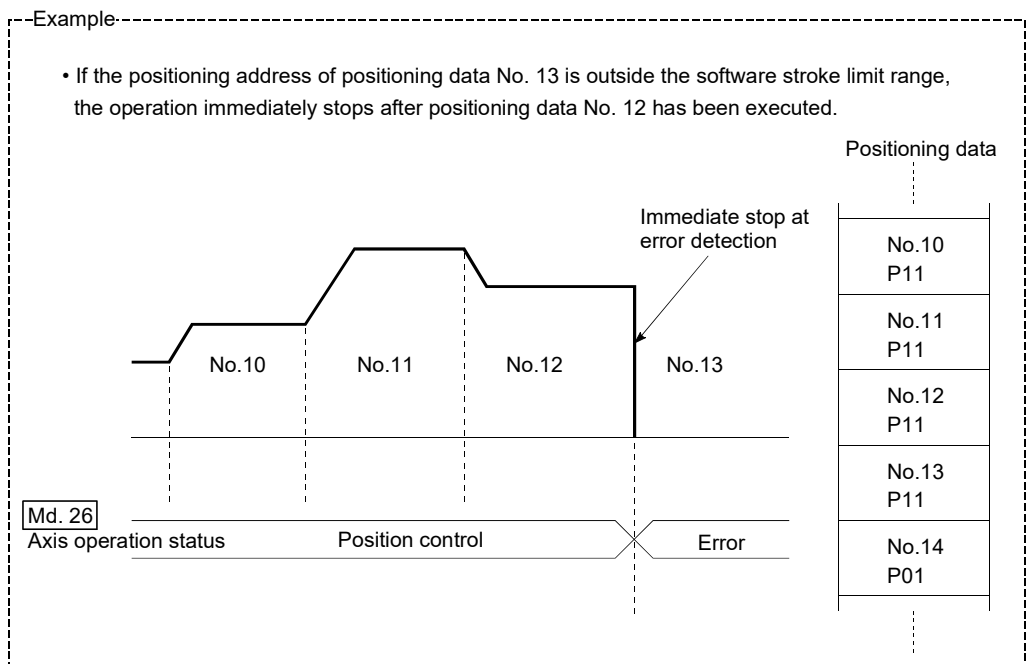 Example
• If the positioning address of positioning data No. 13 is outside the software stroke limit range,
the operation immediately stops after positioning data No. 12 has been executed.
Positioning data
Immediate stop at
error detection
No.10
No.11
No.12
No.13
No.10
P11
No.11
P11
No.12
P11
No.13
P11
No.14
P01
Md. 26
Axis operation status
Position control
Error